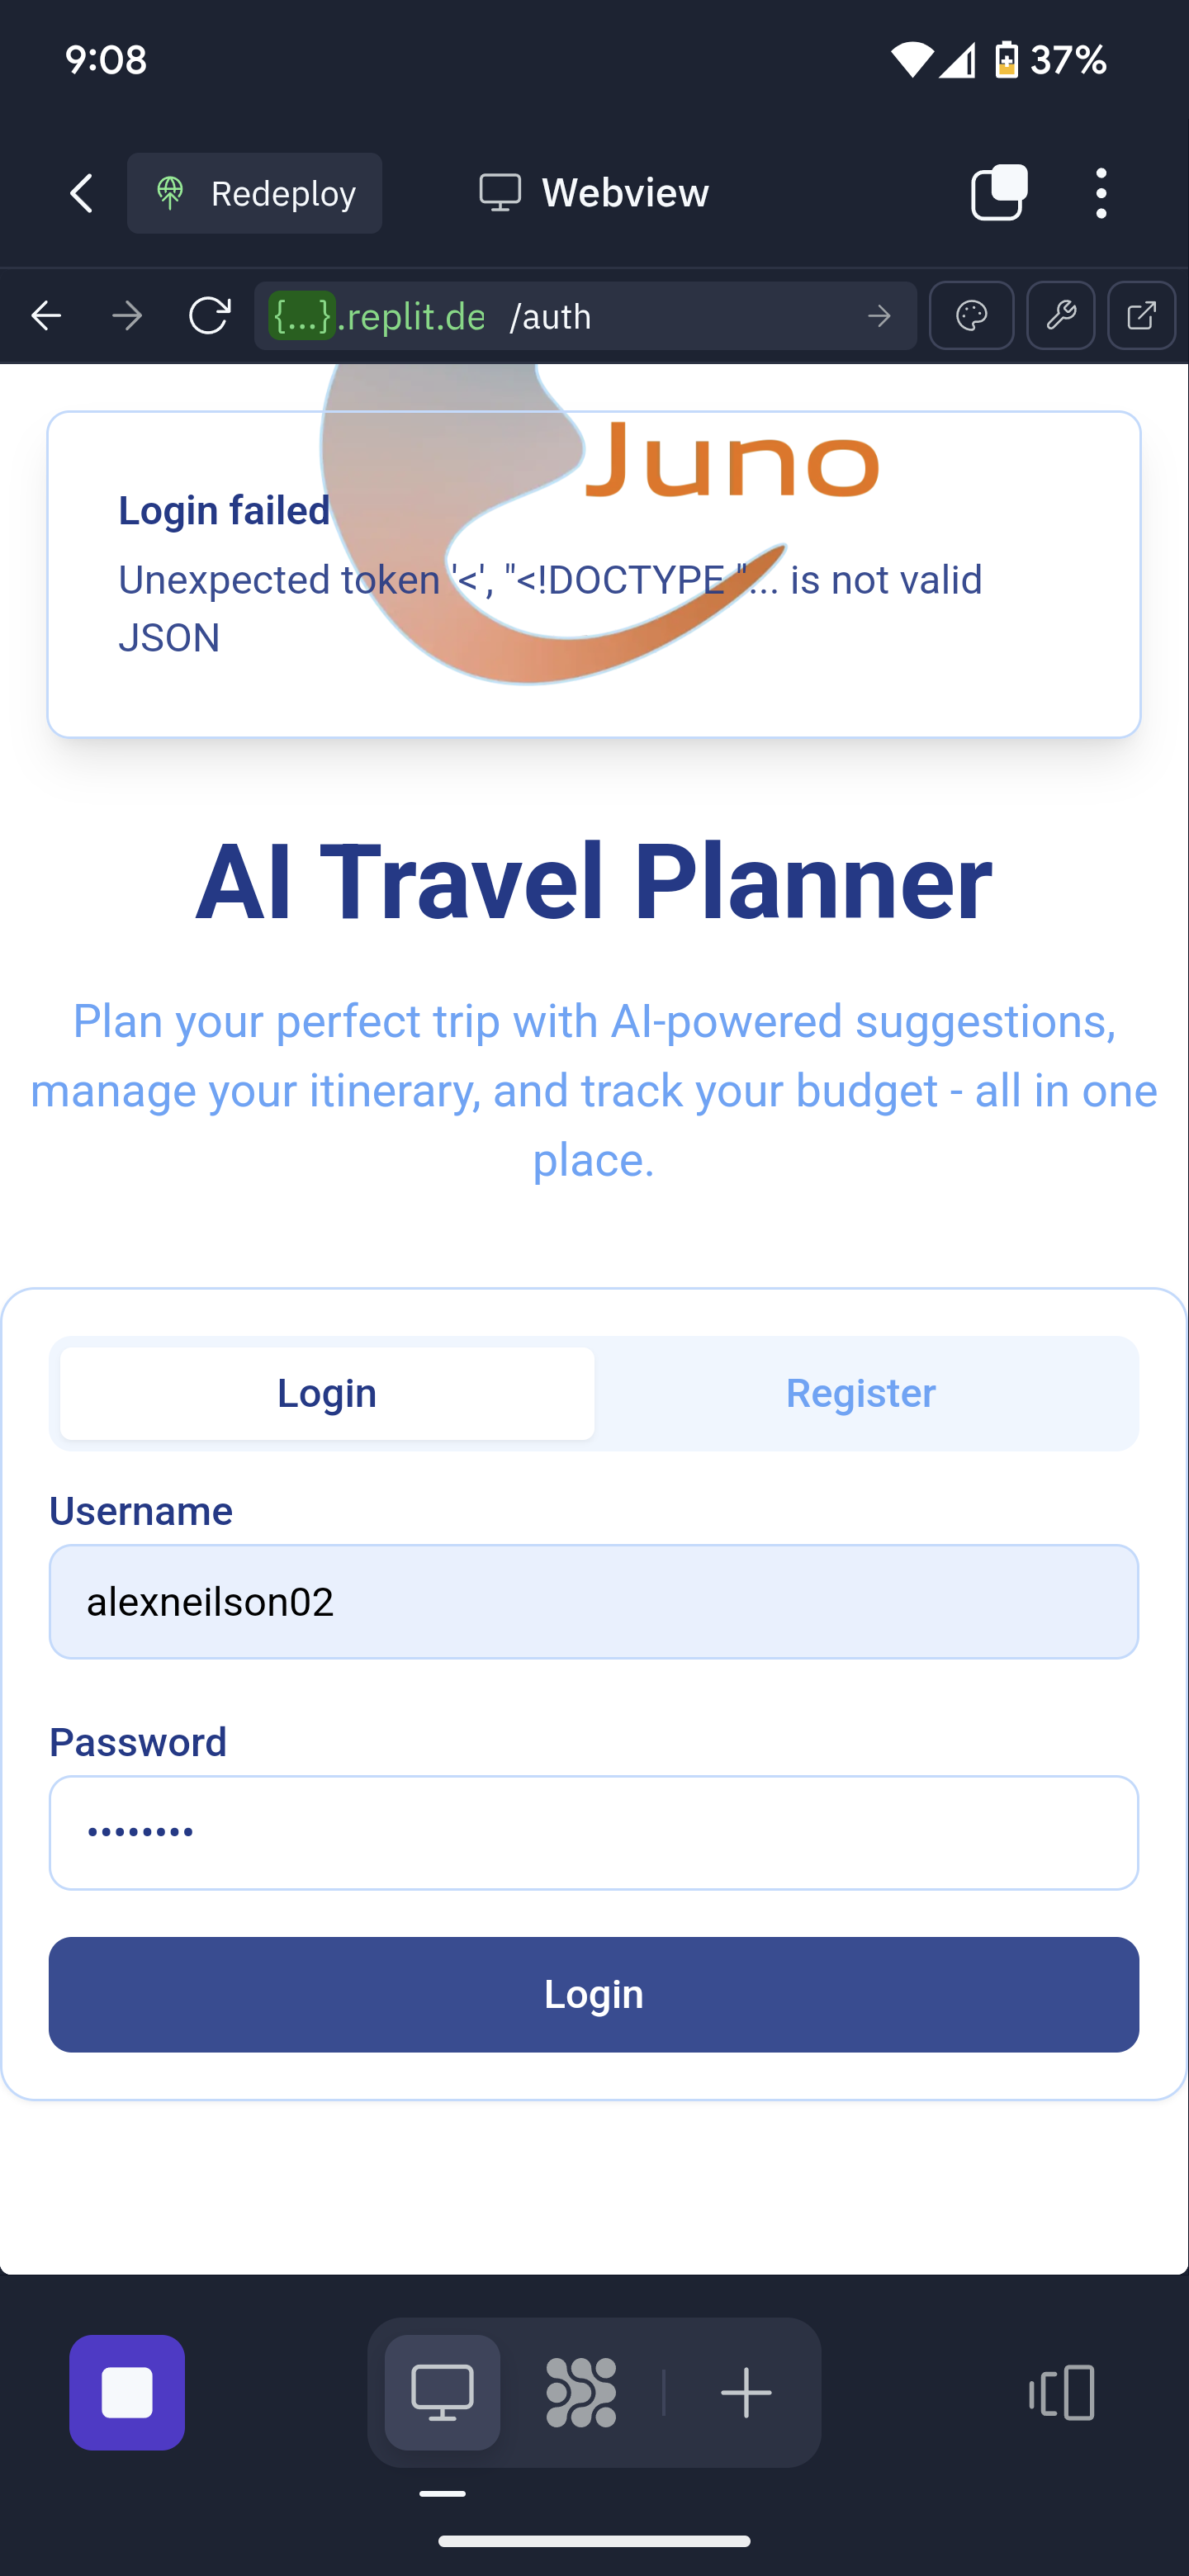 9:08
37%
Redeploy
Webview
{...}.replit.de /auth
Juno
Login failed
Unexpected token '<', "<!DOCTYPE "... is not valid
JSON
AI Travel Planner
Plan your perfect trip with AI-powered suggestions,
manage your itinerary, and track your budget - all in one
place.
Login
Register
Username
alexneilson02
Password
••••••••
Login